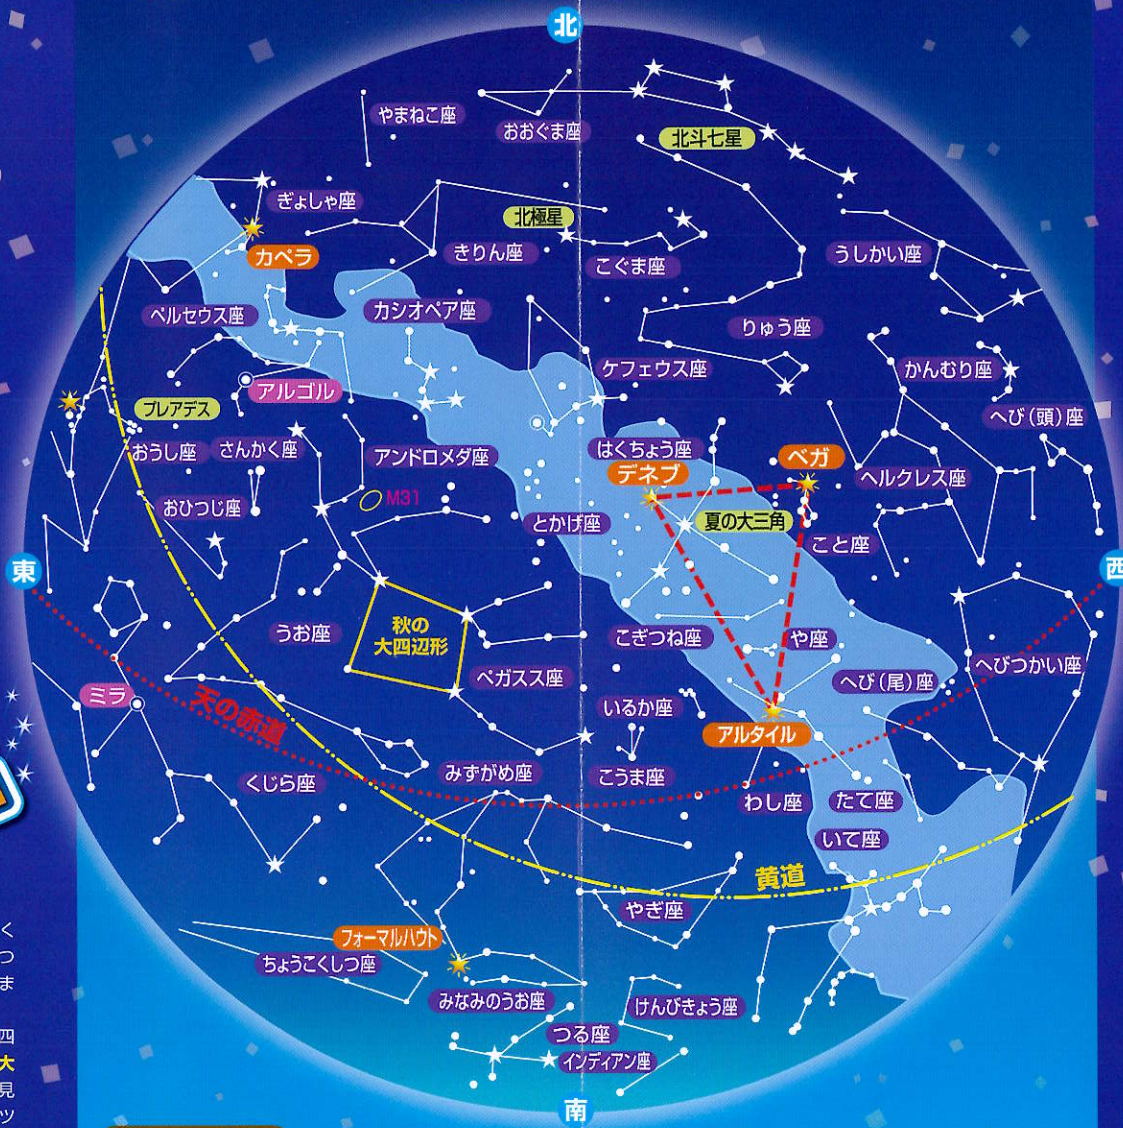 北
やまねこ座
おおぐま座
北斗七星
ぎょしゃ座
北極星
カペラ
きりん座
こぐま座
うしかい座
ペルセウス座
カシオペア座
りゅう座
ケフェウス座
かんむり座
アルゴル
プレアデス
へび(頭)座
おうし座
さんかく座
アンドロメダ座
はくちょう座
ベガ
デネブ
ヘルクレス座
おひつじ座
M31
とかげ座
夏の大三角
こと座
東
西
うお座
秋の
大四辺形
こぎつね座
や座
へびつかい座
ペガスス座
へび(尾)座
ミラ
天の赤道
いるか座
アルタイル
くじら座
みずがめ座
こうま座
わし座
たて座
いて座
黄道
やぎ座
フォーマルハウト
ちょうこくしつ座
みなみのうお座
けんびきょう座
つる座
インディアン座
南
く
つ
ま
四
大
見
ツ